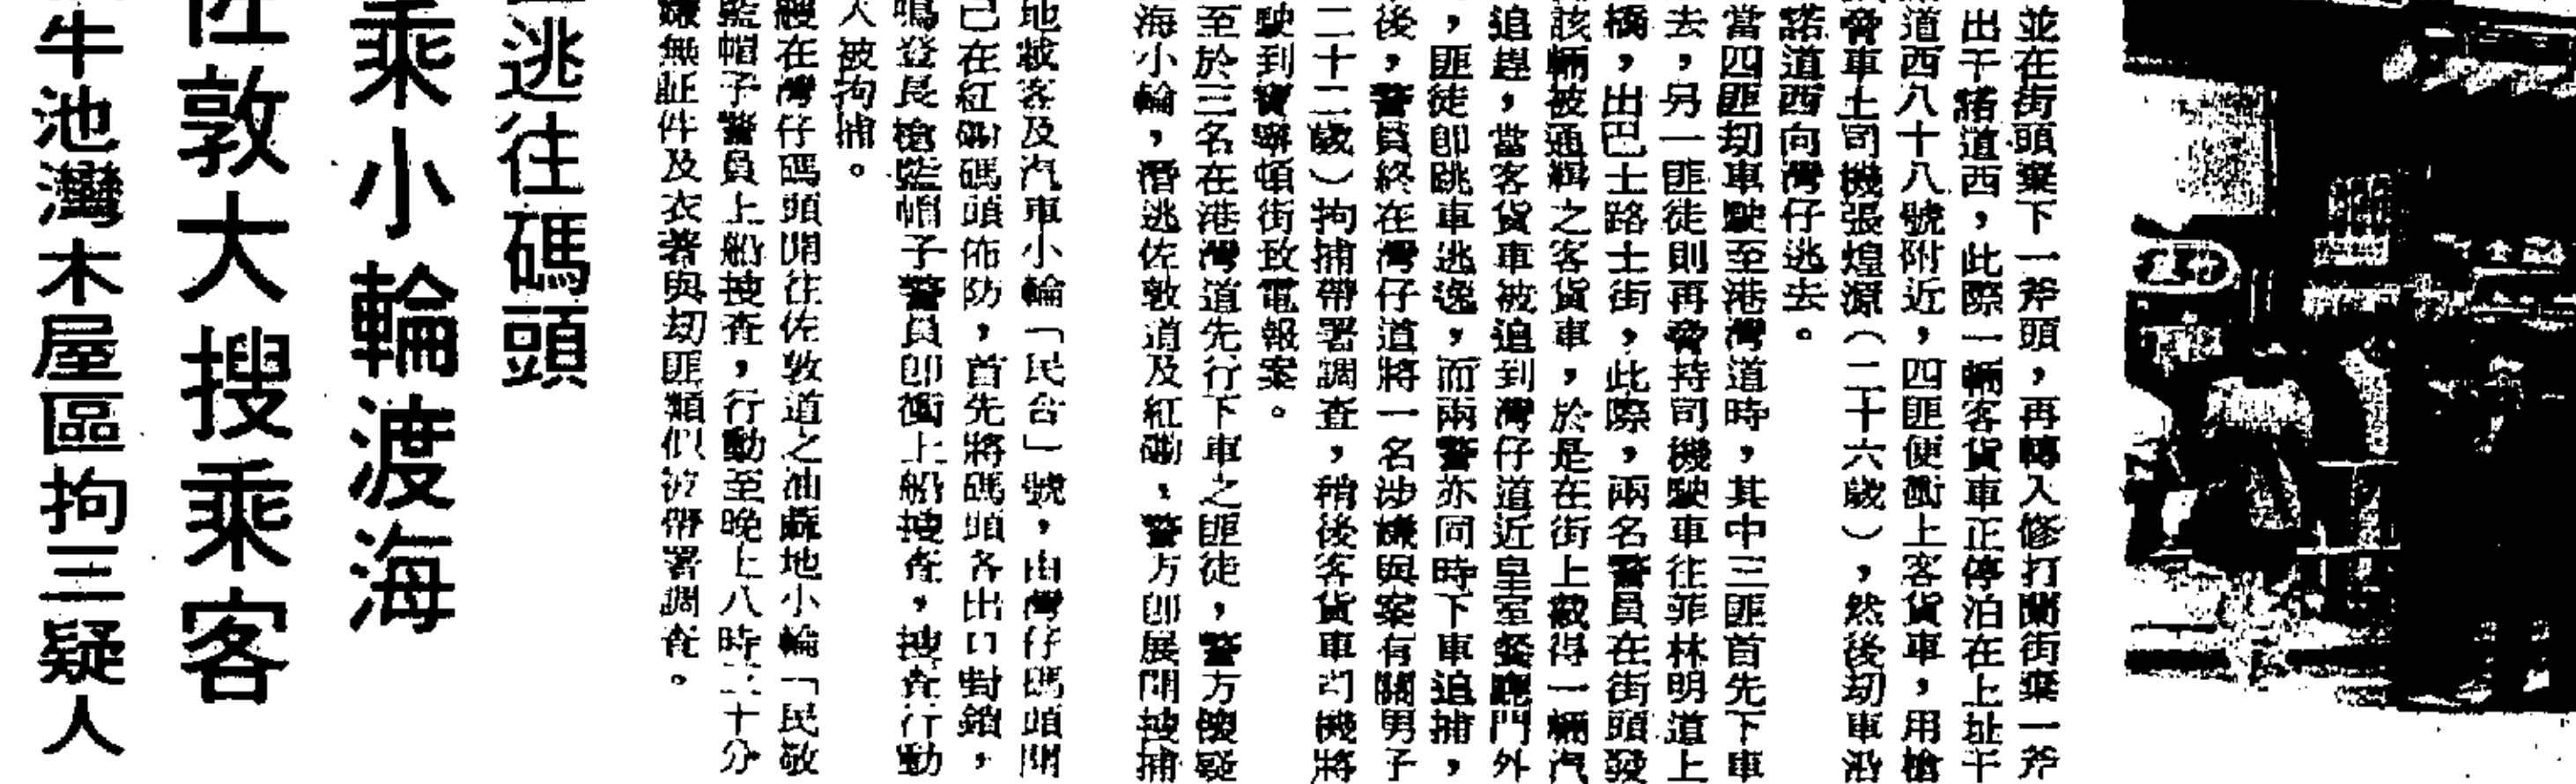 並在街頭棄下一斧頭，再轉入修打蘭街棄一斧
出干諾道西，此際一輛客貨車正停泊在上址干
道西八十八號附近，四匪便衝上客貨車，用槍
脅車上司機張煌源（二十六歲），然後刧車沿
諾道西向灣仔逃去。
當四匪刧車駛至港灣道時，其中三匪首先下車
去，另一匪徒則再脅持司機駛車往菲林明道上
橋，出巴士路士街，此際，兩名警員在街頭發
該輛被通緝之客貨車，於是在街上截得一輛汽
追趕，當客貨車被追到灣仔道近皇室餐廳門外
，匪徒卽跳車逃逸，而兩警亦同時下車追捕，
後，警員終在灣仔道將一名涉嫌與案有關男子
二十二歲）拘捕帶署調查，稍後客貨車司機將
駛到寶寧頓街致電報案。
至於三名在港灣道先行下車之匪徒，警方懷疑
海小輪，潛逃佐敦道及紅磡，警方卽展開搜捕
地載客及汽車小輪「民合」號，由灣仔碼頭開
已在紅磡碼頭佈防，首先將碼頭各出口封鎖，
鳴登長槍藍帽子警員卽衝上船搜查，搜查行動
人被拘捕。
艘在灣仔碼頭開往佐敦道之油蔴地小輪「民敬
藍帽子警員上船搜查，行動至晚上八時二十分
嫌無証件及衣著與刧匪類似被帶署調查。
逃往碼頭
乘小輪渡海
佐敦大搜乘客
牛池灣木屋區拘三疑人